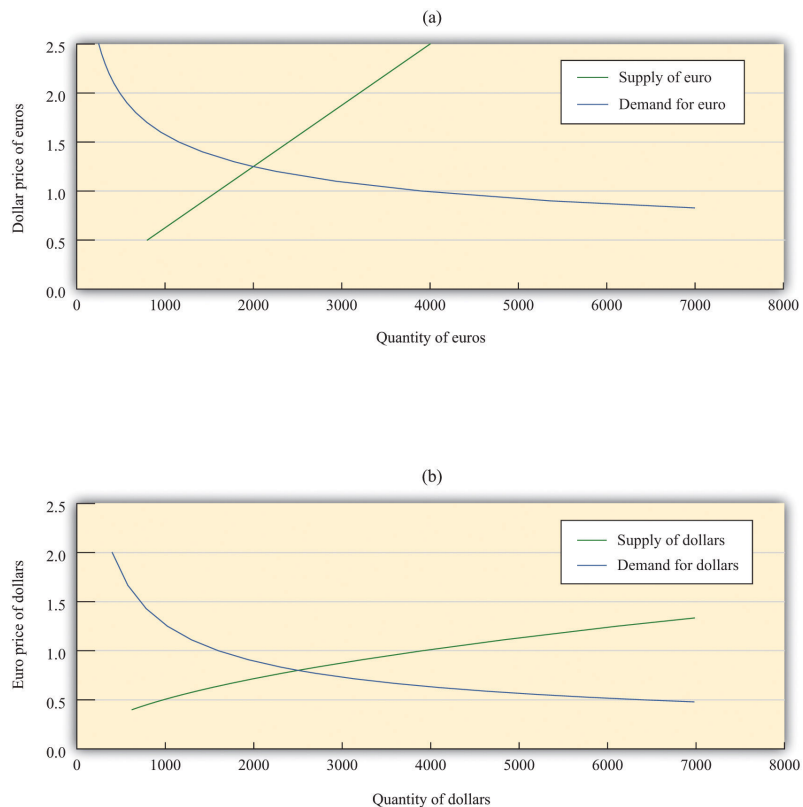 (a)
2.5
2.0
1.5
1.0
0.5
0.0
Dollar price of euros
Supply of euro
Demand for euro
0 1000 2000 3000 4000 5000 6000 7000 8000
Quantity of euros
(b)
2.5
2.0
1.5
1.0
0.5
0.0
Euro price of dollars
Supply of dollars
Demand for dollars
0 1000 2000 3000 4000 5000 6000 7000 8000
Quantity of dollars